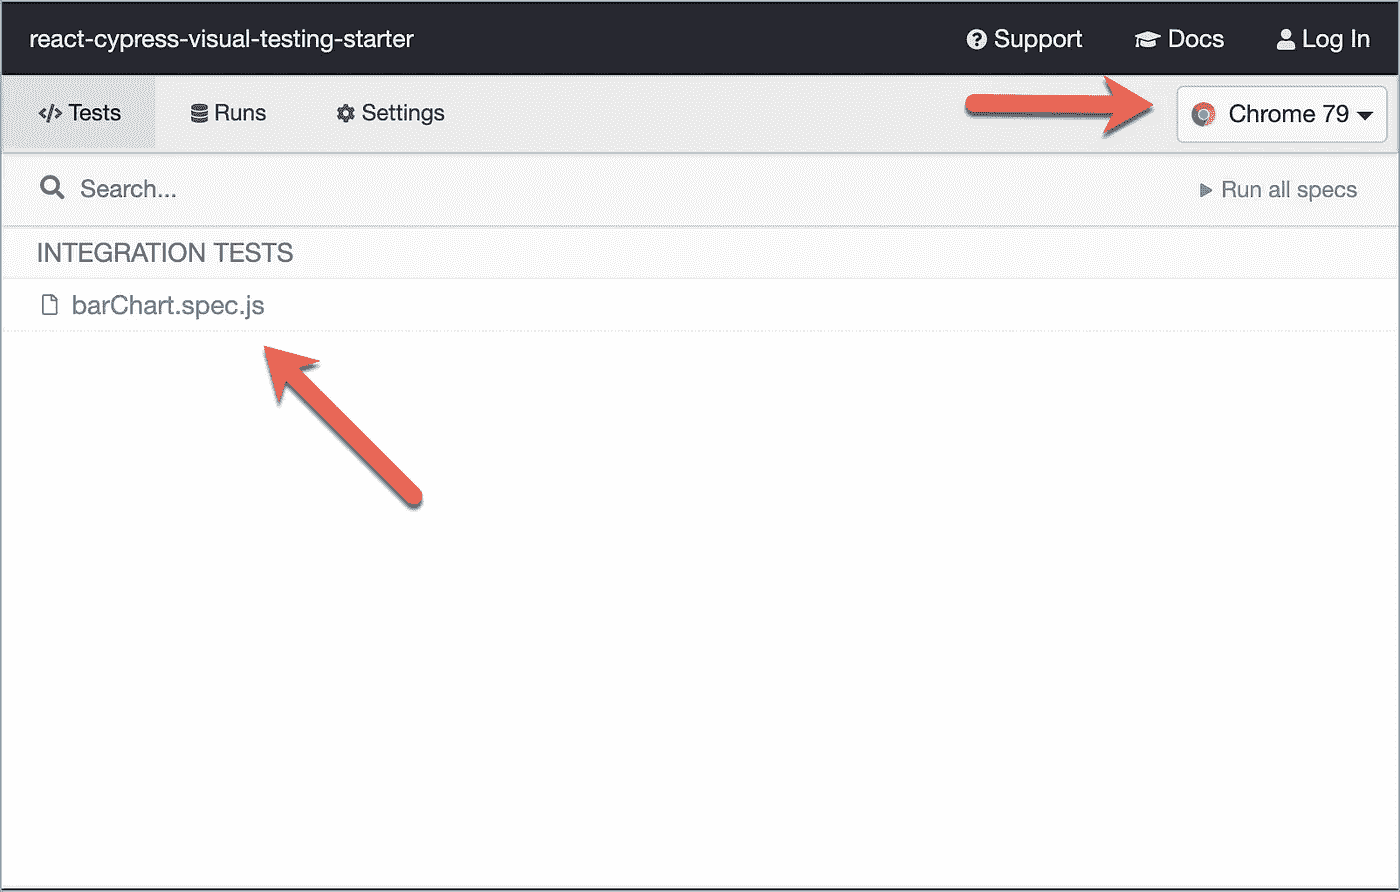 react-cypress-visual-testing-starter Support Docs Log In
</> Tests Runs Settings Chrome 79
Search... Run all specs
INTEGRATION TESTS
barChart.spec.js